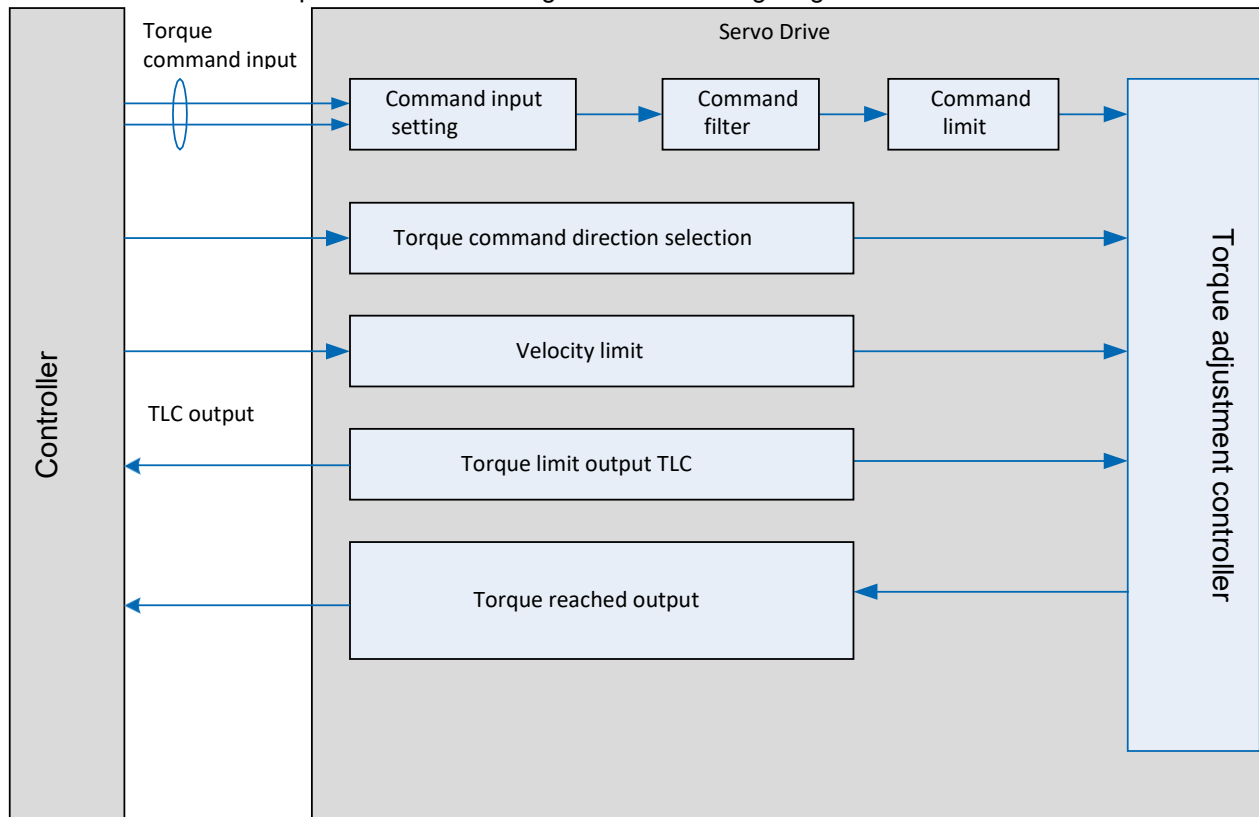 Servo Drive
Torque
command input
Command input
setting
Command
filter
Command
limit
Torque command direction selection
Velocity limit
TLC output
Torque limit output TLC
Torque reached output
Controller
Torque adjustment controller